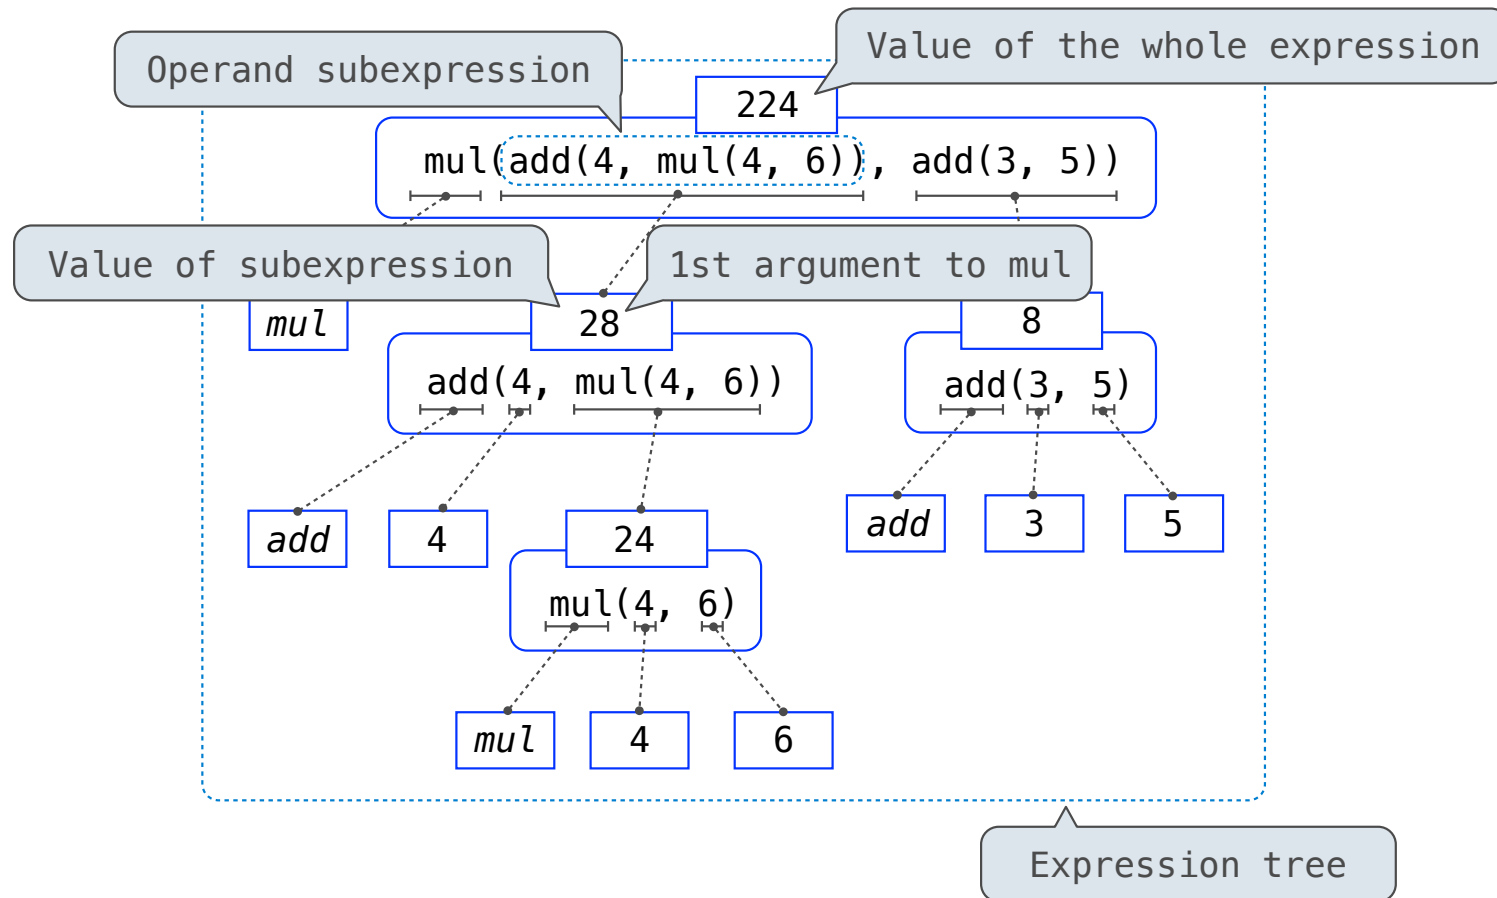 Value of the whole expression
Operand subexpression
224
mul(add(4, mul(4, 6)), add(3, 5))
Value of subexpression
1st argument to mul
mul
28
8
add(4, mul(4, 6))
add(3, 5)
add
4
24
add
3
5
mul(4, 6)
mul
4
6
Expression tree